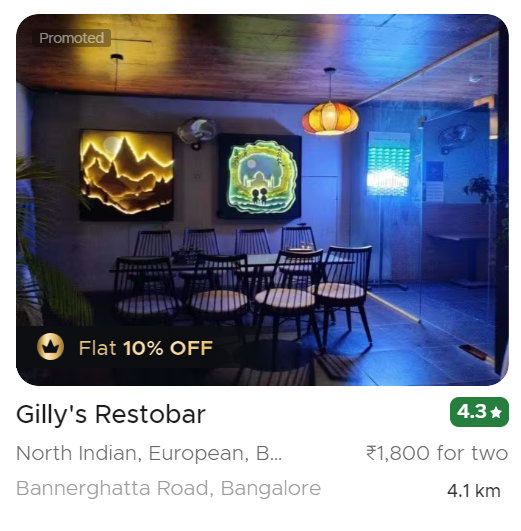 Promoted
Flat 10% OFF
Gilly's Restobar
4.3★
North Indian, European, B...
₹1,800 for two
Bannerghatta Road, Bangalore
4.1 km